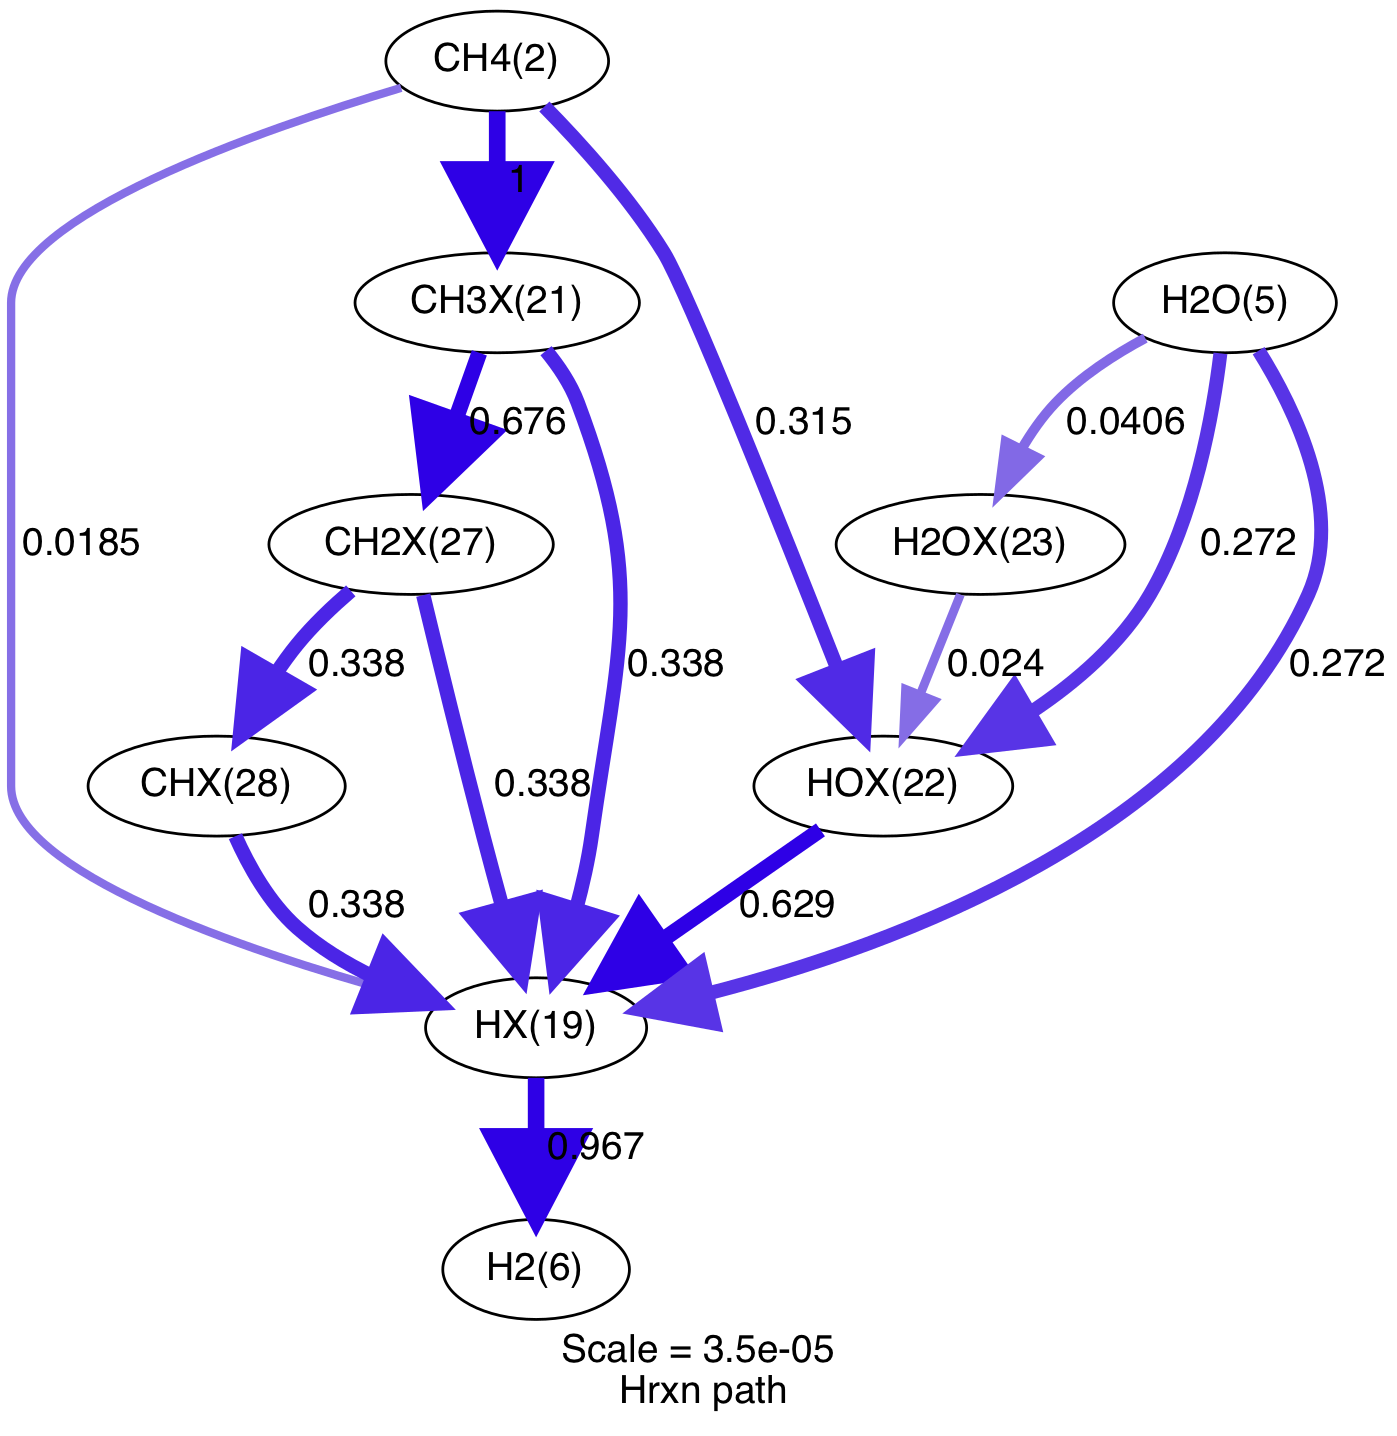 CH4(2)
1
CH3X(21)
H2O(5)
0.676
0.315
0.0406
0.0185
CH2X(27)
H2OX(23)
0.272
0.338
0.338
0.024
0.272
CHX(28)
0.338
HOX(22)
0.338
0.629
HX(19)
0.967
H2(6)
Scale = 3.5e-05
Hrxn path